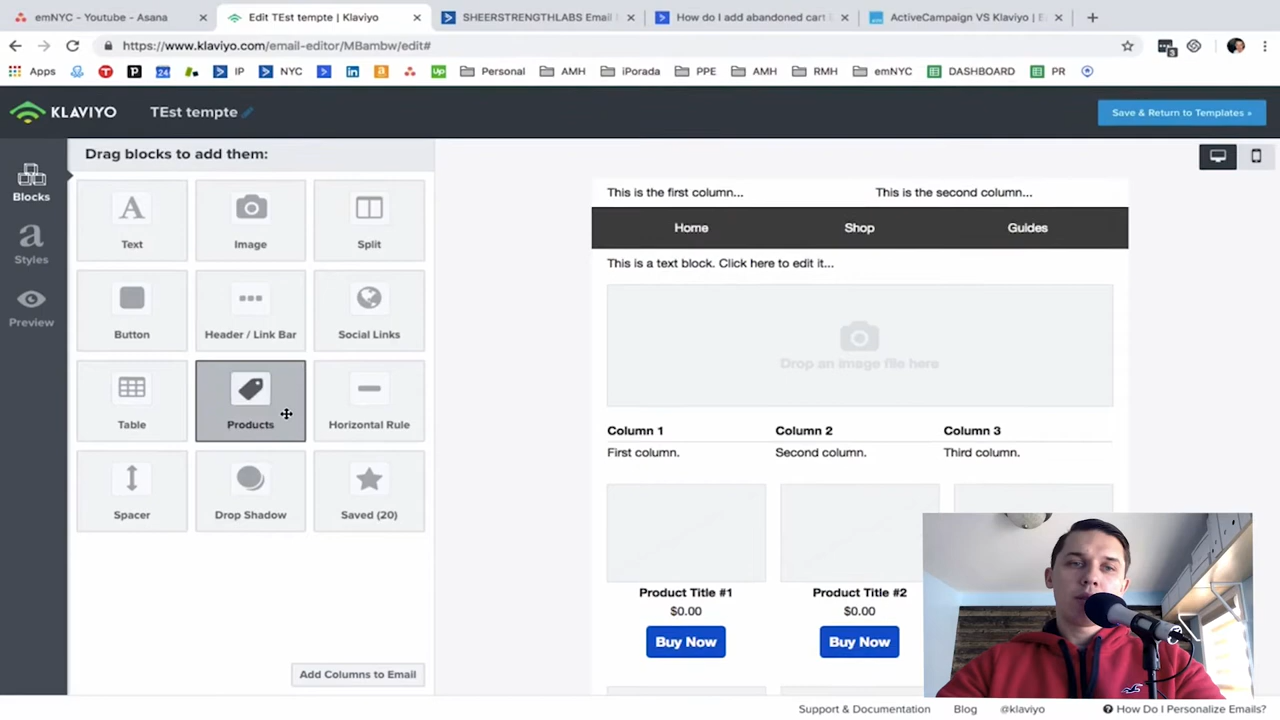 emNYC - Youtube - Asana
Edit TEst tempte | Klaviyo
SHEERSTRENGTHLABS Email M
How do I add abandoned cart E
ActiveCampaign VS Klaviyo | Er
https://www.klaviyo.com/email-editor/MBambw/edit#
Apps
24
IP
NYC
Personal
AMH
iPorada
PPE
AMH
RMH
emNYC
DASHBOARD
PR
KLAVIYO
TEst tempte
Save & Return to Templates »
Blocks
Styles
Preview
Drag blocks to add them:
Text
Image
Split
Button
Header / Link Bar
Social Links
Table
Products
Horizontal Rule
Spacer
Drop Shadow
Saved (20)
Add Columns to Email
This is the first column...
This is the second column...
Home
Shop
Guides
This is a text block. Click here to edit it...
Drop an image file here
Column 1
Column 2
Column 3
First column.
Second column.
Third column.
Product Title #1
Product Title #2
$0.00
$0.00
Buy Now
Buy Now
Support & Documentation
Blog
@klaviyo
How Do I Personalize Emails?